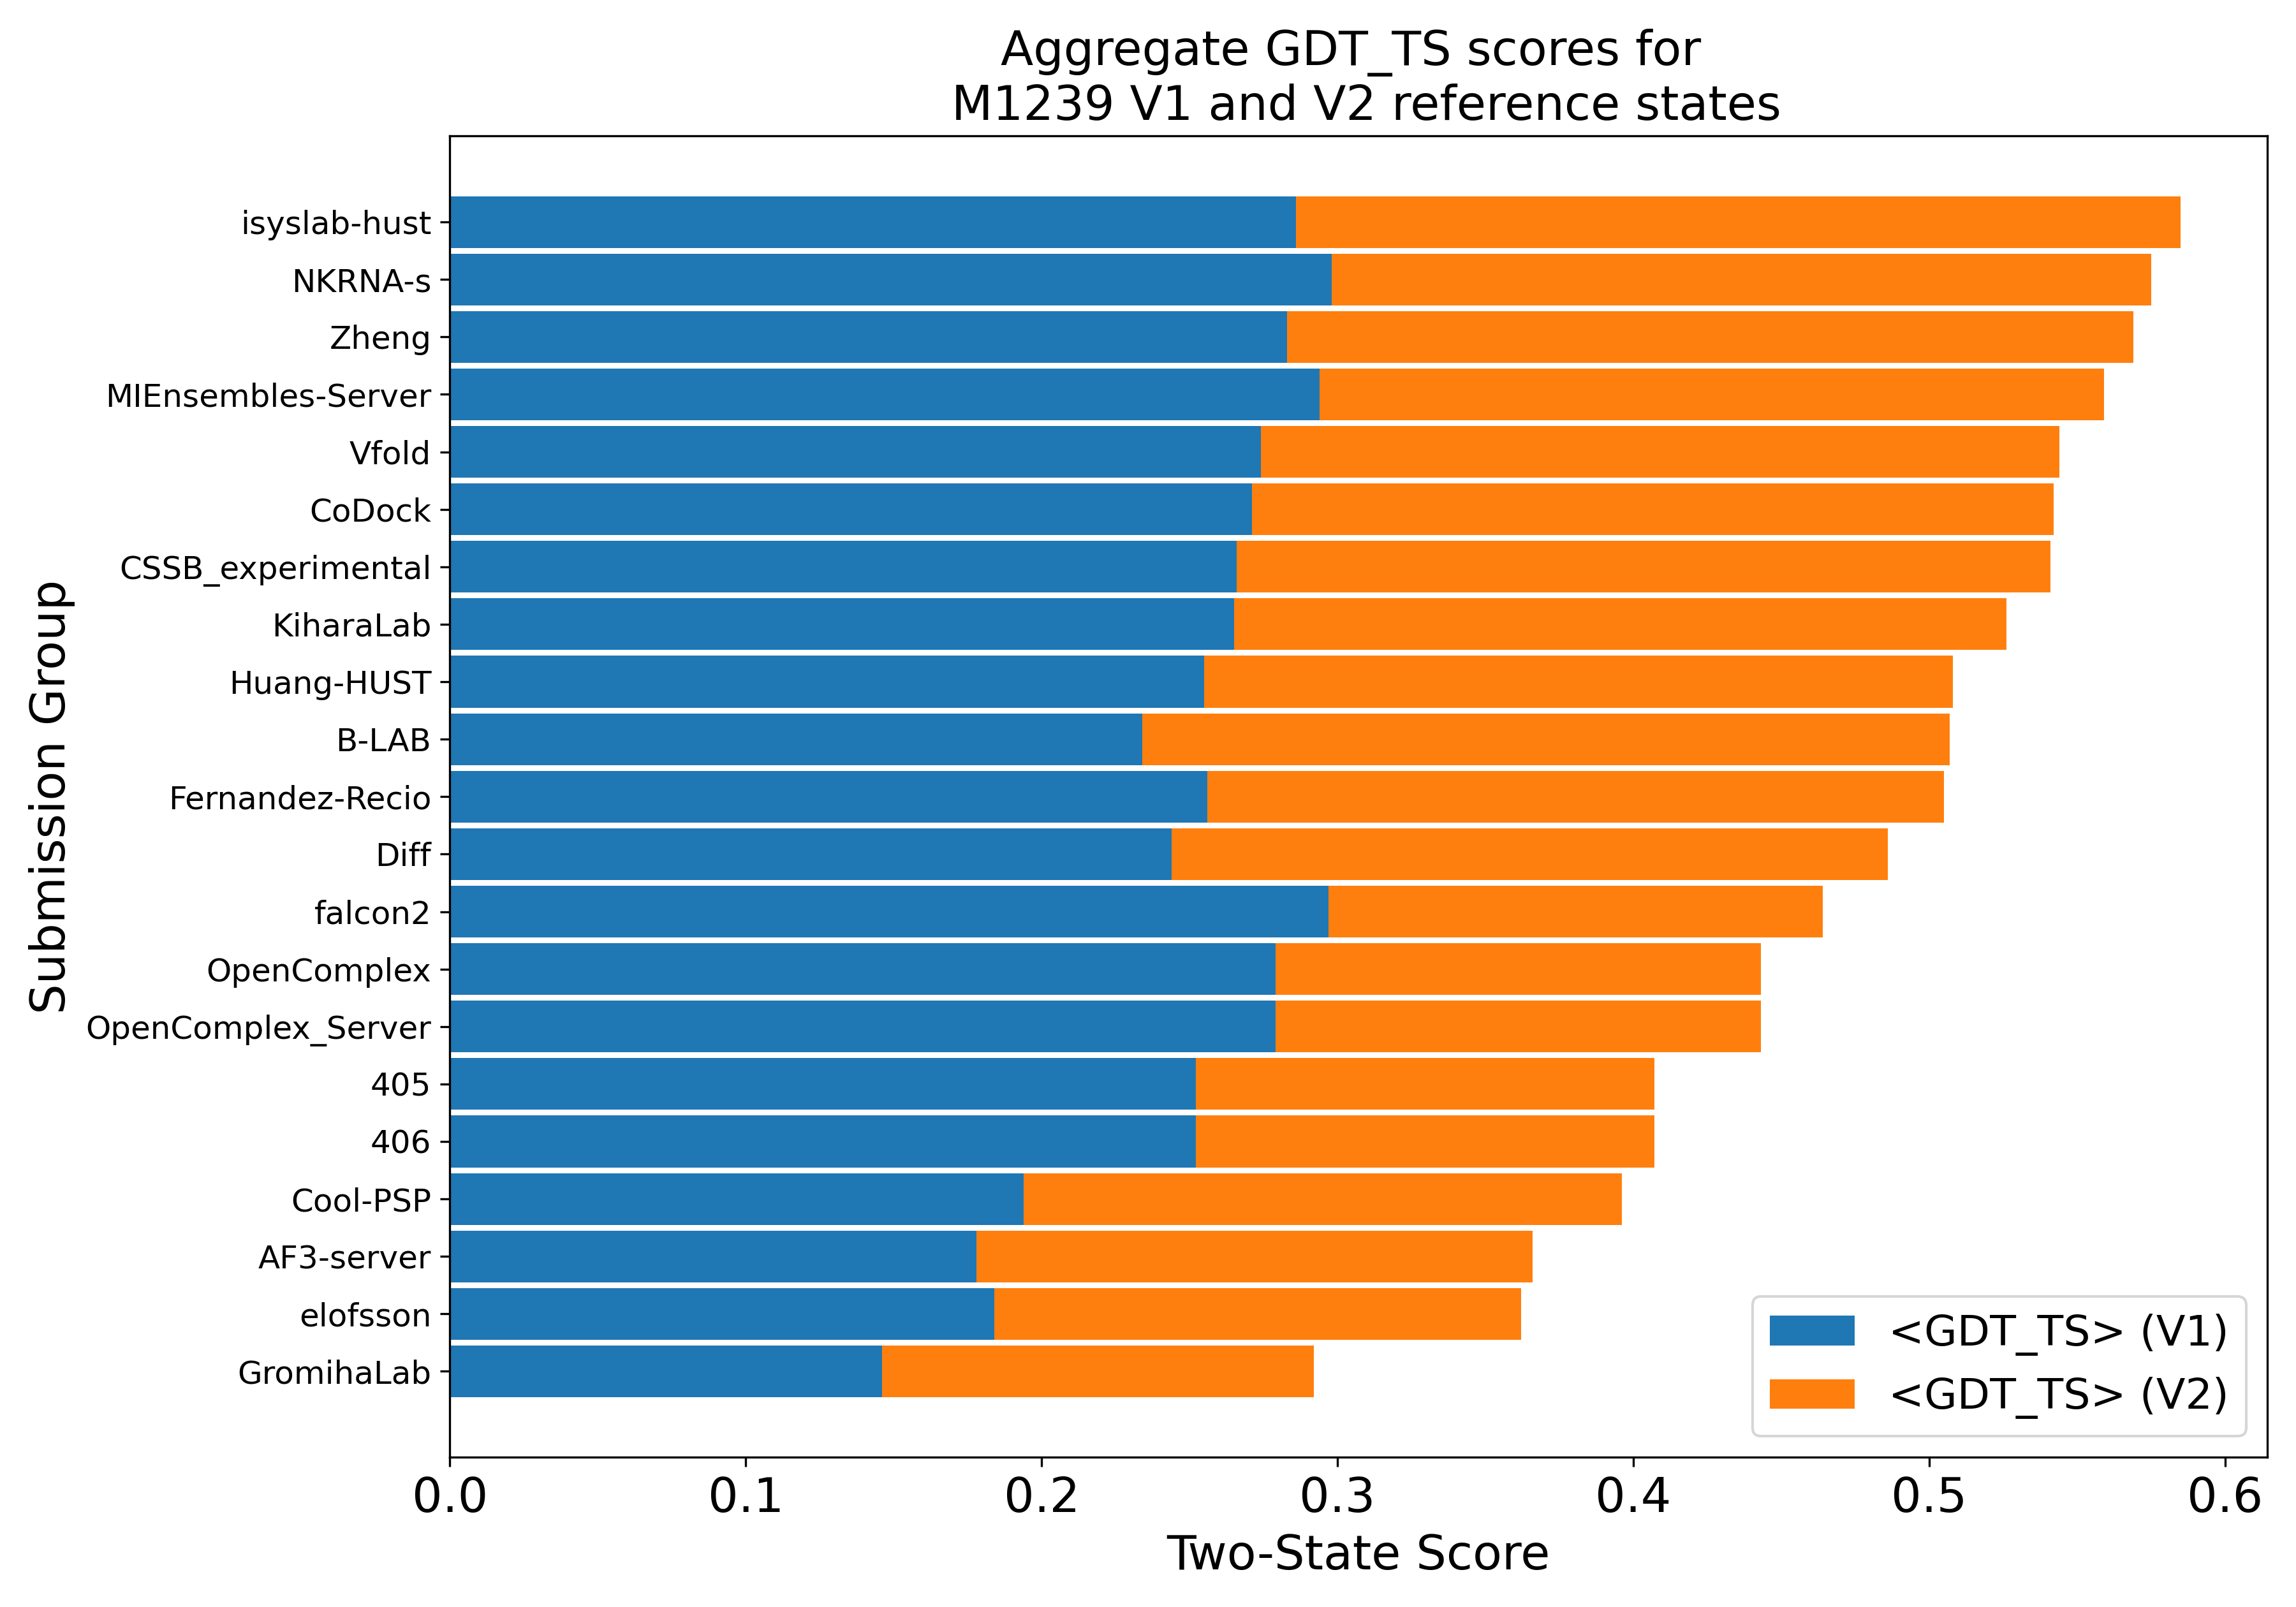 Aggregate GDT_TS scores for
M1239 V1 and V2 reference states
Submission Group
isyslab-hust
NKRNA-s
Zheng
MIEnsembles-Server
Vfold
CoDock
CSSB_experimental
KiharaLab
Huang-HUST
B-LAB
Fernandez-Recio
Diff
falcon2
OpenComplex
OpenComplex_Server
405
406
Cool-PSP
AF3-server
elofsson
GromihaLab
<GDT_TS> (V1)
<GDT_TS> (V2)
0.0 0.1 0.2 0.3 0.4 0.5 0.6
Two-State Score